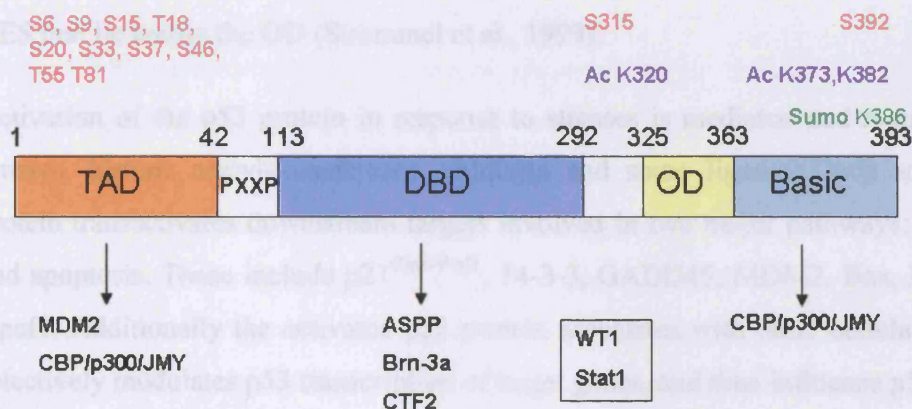 S6, S9, S15, T18,
S20, S33, S37, S46,
T55 T81
S315
S392
Ac K320
Ac K373,K382
Sumo K386
1 42 113 292 325 363 393
TAD PXXP DBD OD Basic
MDM2
CBP/p300/JMY
ASPP
Brn-3a
CTF2
WT1
Stat1
CBP/p300/JMY